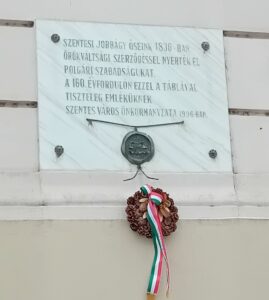 SZENTESI JOBBÁGY ŐSEINK 1836-BAN
ÖRÖKVÁLTSÁGI SZERZŐDÉSSEL NYERTÉK EL
POLGÁRI SZABADSÁGUKAT.
A 160. ÉVFORDULÓN EZZEL A TÁBLÁVAL
TISZTELEG EMLÉKÜKNEK
SZENTES VÁROS ÖNKORMÁNYZATA 1996-BAN.